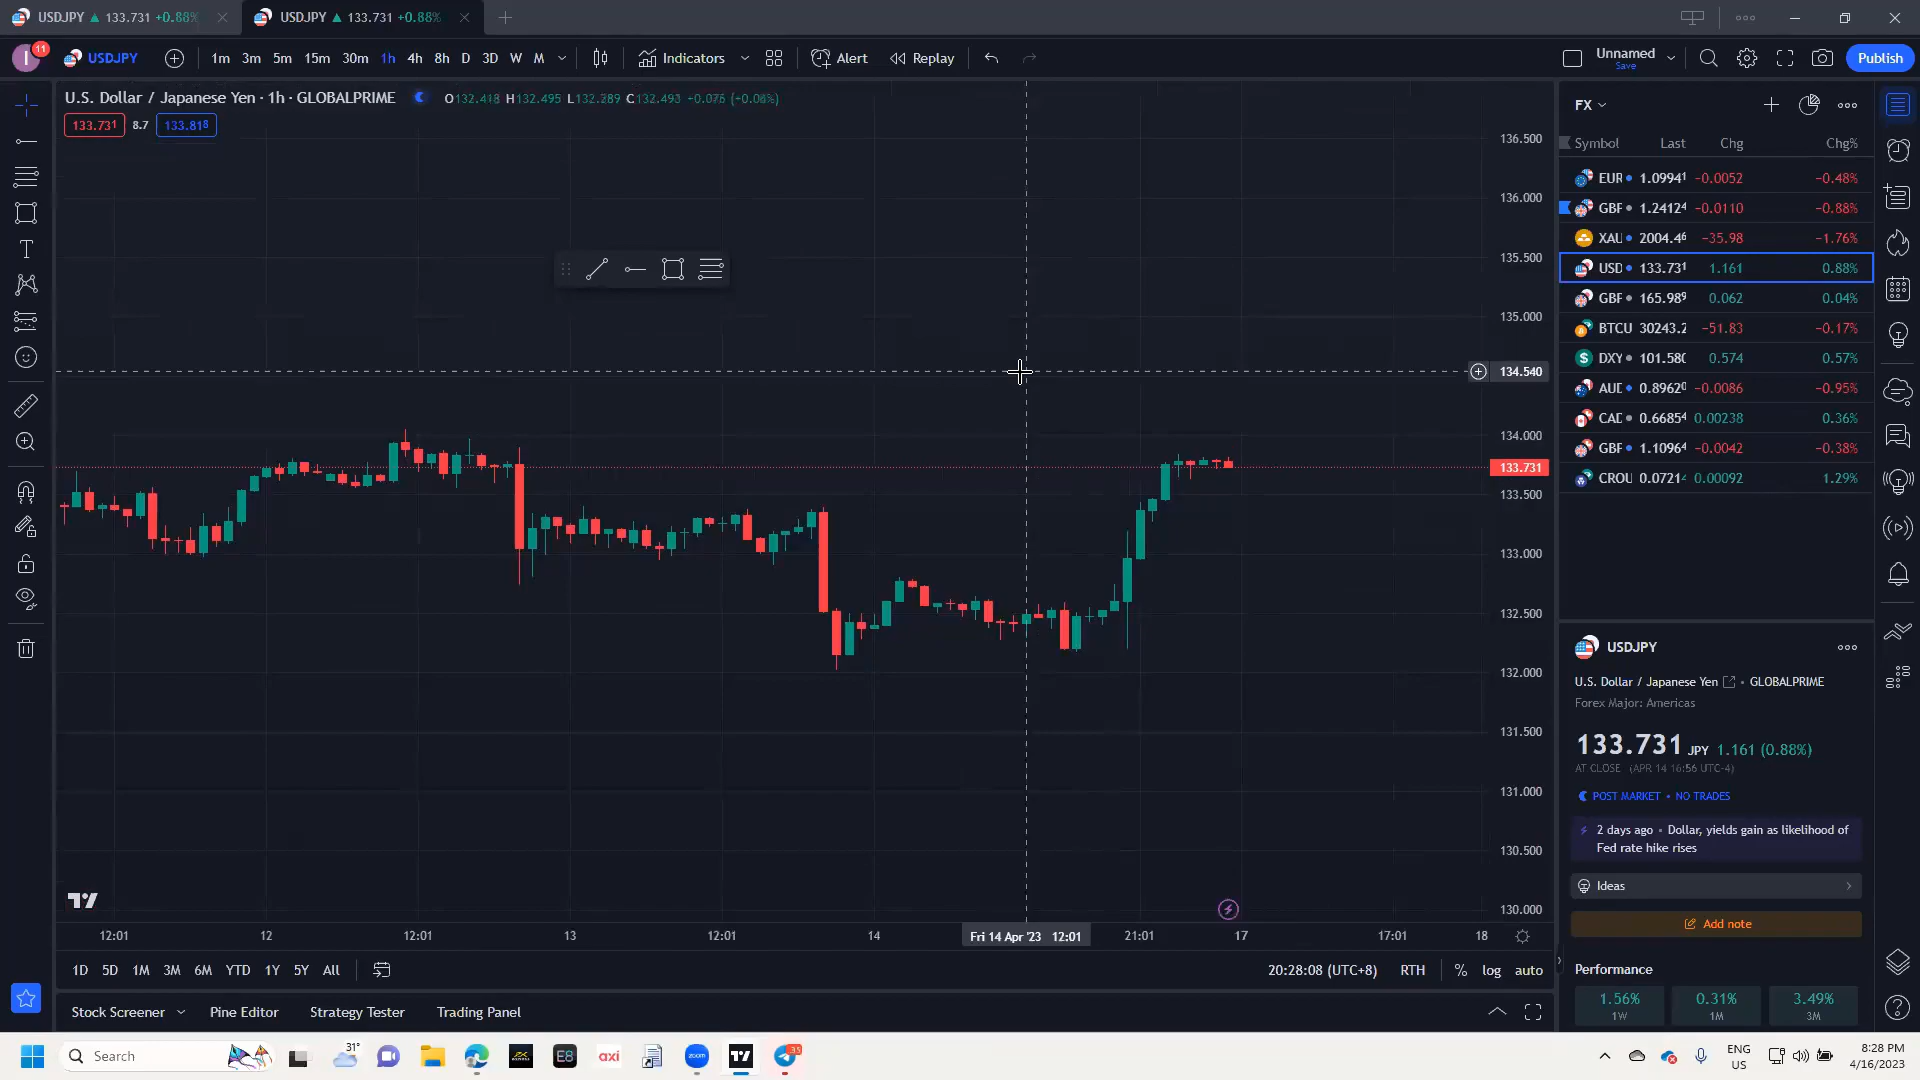 USDJPY ▲ 133.731 +0.88%
USDJPY ▲ 133.731 +0.88%
I 11 USDJPY 1m 3m 5m 15m 30m 1h 4h 8h D 3D W M Indicators Alert Replay Unnamed Save Publish
U.S. Dollar / Japanese Yen · 1h · GLOBALPRIME O132.418 H132.495 L132.289 C132.493 +0.076 (+0.06%)
133.731 8.7 133.818
136.500
136.000
135.500
135.000
134.540
134.000
133.731
133.500
133.000
132.500
132.000
131.500
131.000
130.500
130.000
12:01 12 12:01 13 12:01 14 Fri 14 Apr '23 12:01 21:01 17 17:01 18
1D 5D 1M 3M 6M YTD 1Y 5Y All 20:28:08 (UTC+8) RTH % log auto
Stock Screener Pine Editor Strategy Tester Trading Panel
FX
Symbol Last Chg Chg%
EUR 1.09941 −0.0052 −0.48%
GBP 1.24124 −0.0110 −0.88%
XAU 2004.46 −35.98 −1.76%
USD 133.731 1.161 0.88%
GBP 165.989 0.062 0.04%
BTCU 30243.2 −51.83 −0.17%
DXY 101.580 0.574 0.57%
AUD 0.89620 −0.0086 −0.95%
CAD 0.66854 0.00238 0.36%
GBP 1.10964 −0.0042 −0.38%
CROU 0.07214 0.00092 1.29%
USDJPY
U.S. Dollar / Japanese Yen • GLOBALPRIME
Forex Major: Americas
133.731 JPY 1.161 (0.88%)
AT CLOSE (APR 14 16:56 UTC-4)
POST MARKET • NO TRADES
2 days ago • Dollar, yields gain as likelihood of
Fed rate hike rises
Ideas
Add note
Performance
1.56% 0.31% 3.49%
1W 1M 3M
Search 31° E8 axi zoom 35 ENG US 8:28 PM
4/16/2023